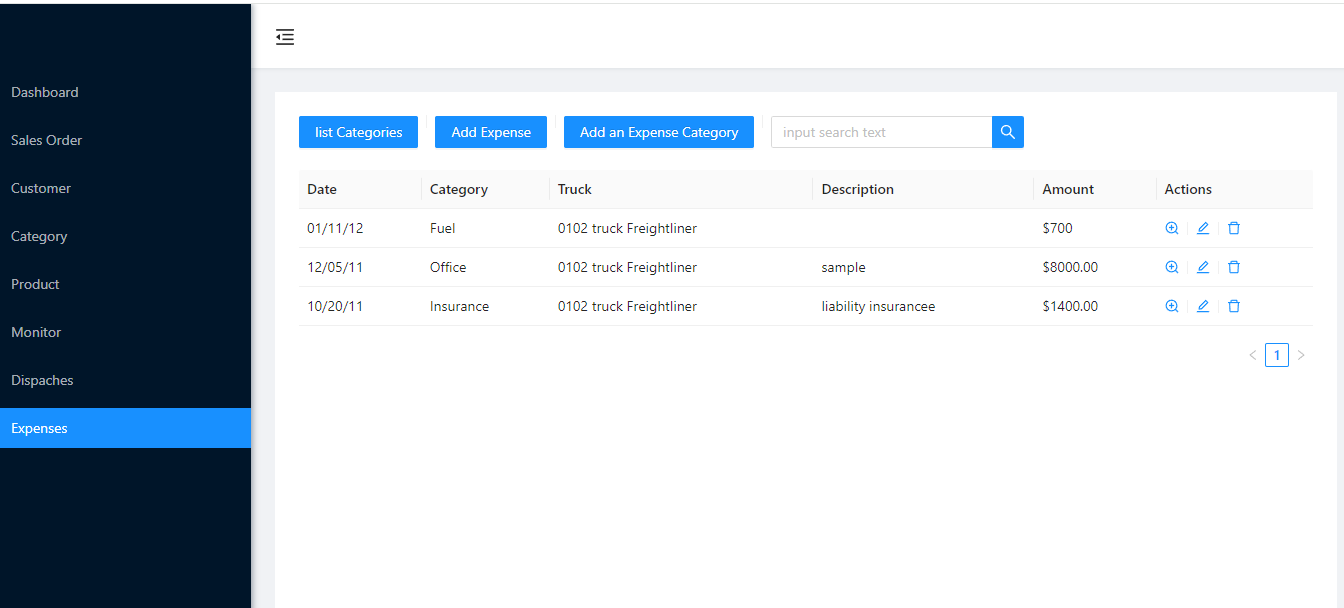 Dashboard
Sales Order
Customer
Category
Product
Monitor
Dispaches
Expenses
list Categories Add Expense Add an Expense Category input search text
Date Category Truck Description Amount Actions
01/11/12 Fuel 0102 truck Freightliner $700
12/05/11 Office 0102 truck Freightliner sample $8000.00
10/20/11 Insurance 0102 truck Freightliner liability insurancee $1400.00
< 1 >